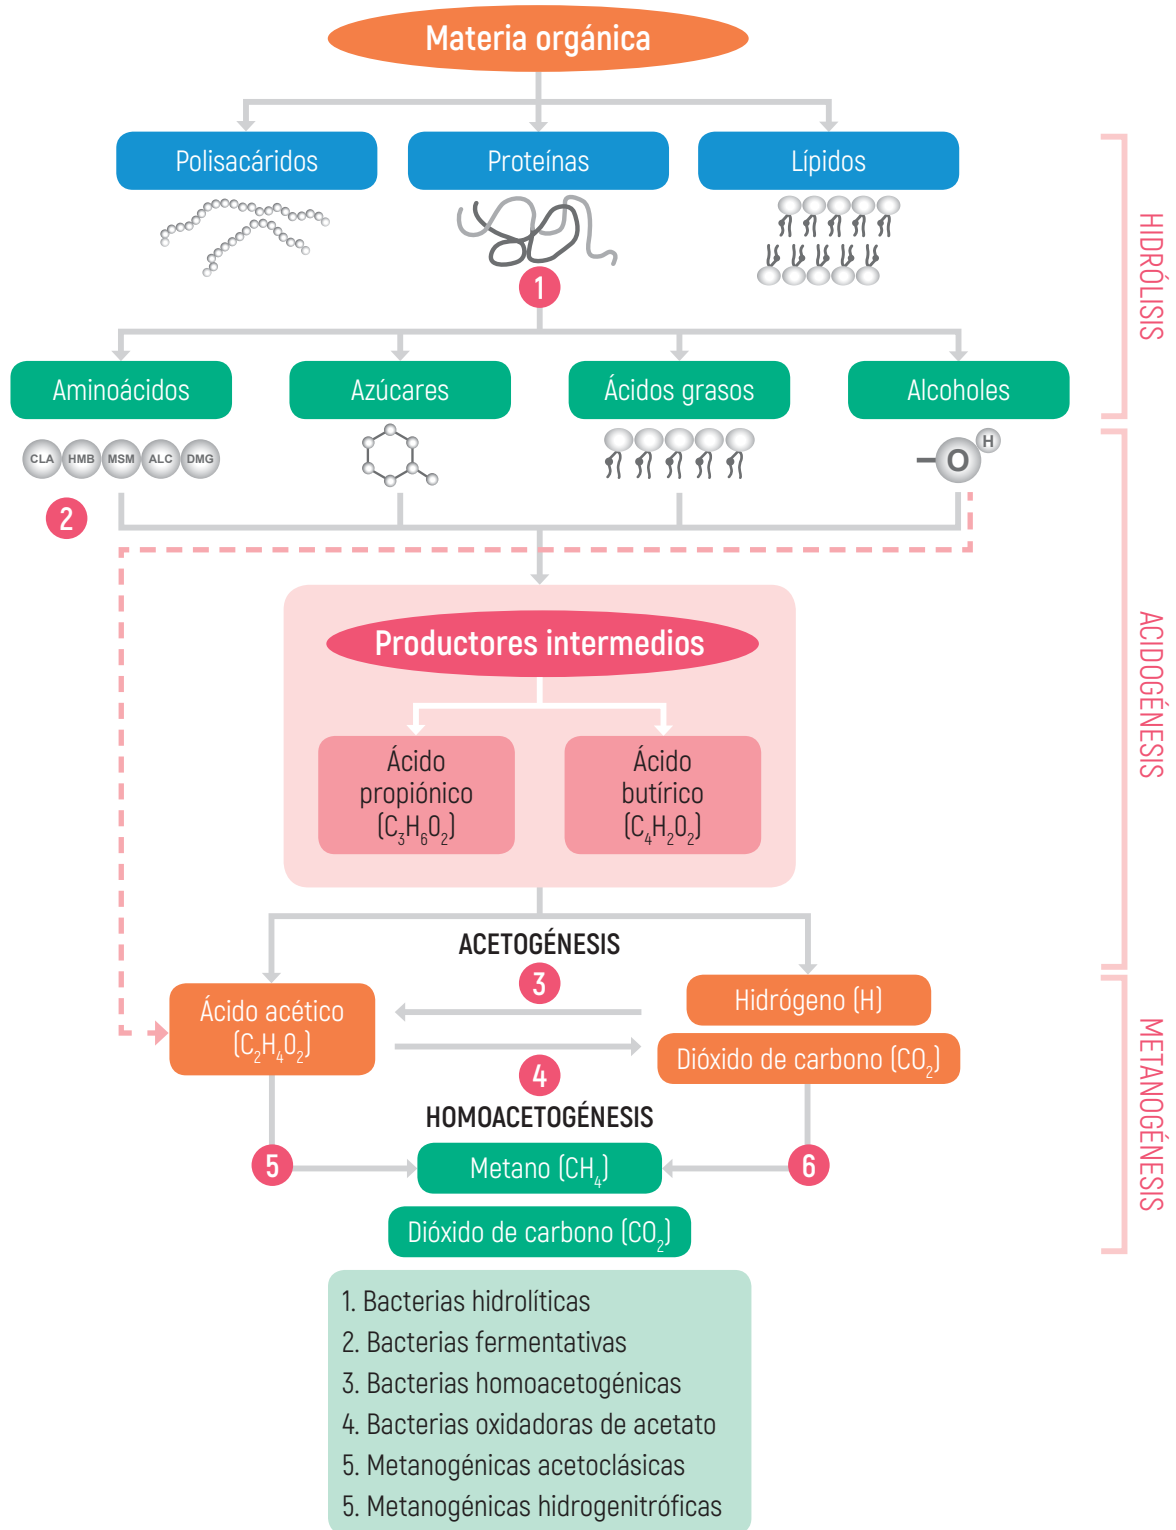 Materia orgánica
Polisacáridos
Proteínas
Lípidos
1
HIDRÓLISIS
Aminoácidos
Azúcares
Ácidos grasos
Alcoholes
CLA HMB MSM ALC DMG
O H
2
ACIDOGÉNESIS
Productores intermedios
Ácido
propiónico
(C₃H₆O₂)
Ácido
butírico
(C₄H₂O₂)
ACETOGÉNESIS
3
Ácido acético
(C₂H₄O₂)
Hidrógeno (H)
Dióxido de carbono (CO₂)
4
HOMOACETOGÉNESIS
METANOGÉNESIS
5
Metano (CH₄)
6
Dióxido de carbono (CO₂)
1. Bacterias hidrolíticas
2. Bacterias fermentativas
3. Bacterias homoacetogénicas
4. Bacterias oxidadoras de acetato
5. Metanogénicas acetoclásicas
5. Metanogénicas hidrogenitróficas